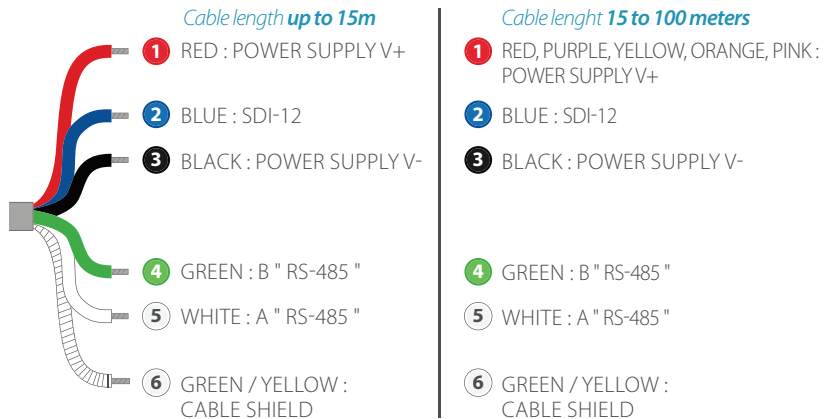 Cable length up to 15m
1 RED : POWER SUPPLY V+
2 BLUE : SDI-12
3 BLACK : POWER SUPPLY V-
4 GREEN : B " RS-485 "
5 WHITE : A " RS-485 "
6 GREEN / YELLOW :
CABLE SHIELD
Cable lenght 15 to 100 meters
1 RED, PURPLE, YELLOW, ORANGE, PINK :
POWER SUPPLY V+
2 BLUE : SDI-12
3 BLACK : POWER SUPPLY V-
4 GREEN : B " RS-485 "
5 WHITE : A " RS-485 "
6 GREEN / YELLOW :
CABLE SHIELD